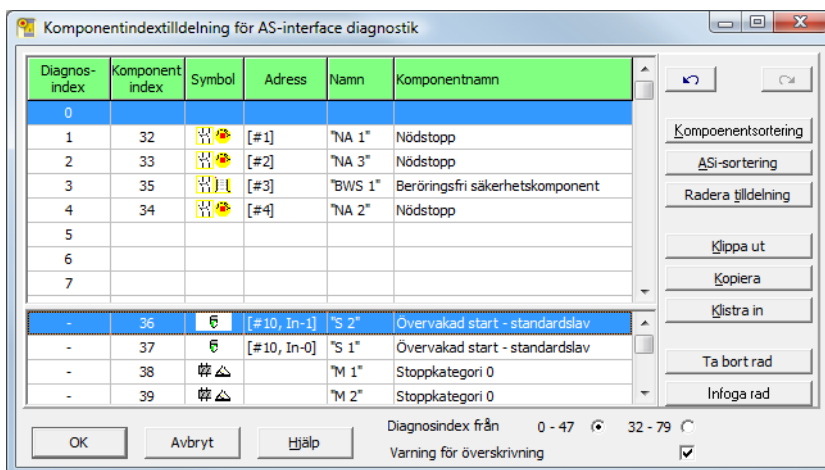 Komponentindextilldelning för AS-interface diagnostik
Diagnos-index Komponent index Symbol Adress Namn Komponentnamn
0
1 32 [#1] "NA 1" Nödstopp
2 33 [#2] "NA 3" Nödstopp
3 35 [#3] "BWS 1" Beröringsfri säkerhetskomponent
4 34 [#4] "NA 2" Nödstopp
5
6
7
- 36 [#10, In-1] "S 2" Övervakad start - standardslav
- 37 [#10, In-0] "S 1" Övervakad start - standardslav
- 38 "M 1" Stoppkategori 0
- 39 "M 2" Stoppkategori 0
Kompoenentsortering
ASi-sortering
Radera tilldelning
Klippa ut
Kopiera
Klistra in
Ta bort rad
Infoga rad
OK Avbryt Hjälp
Diagnosindex från 0 - 47 32 - 79
Varning för överskrivning